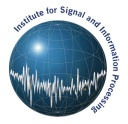 Institute for Signal and Information Processing